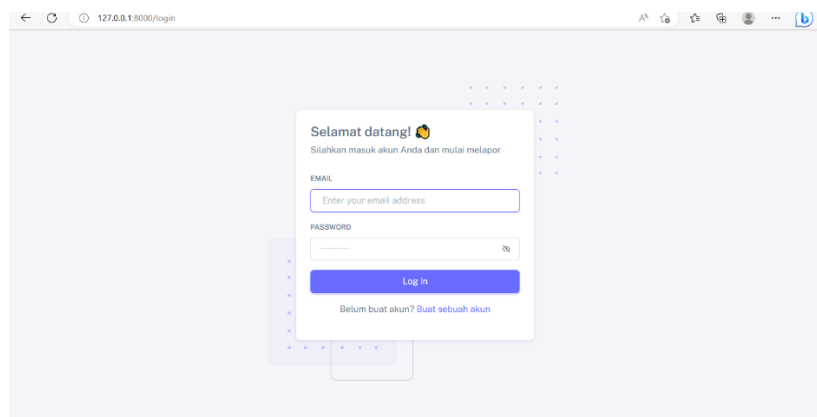 127.0.0.1:8000/login
Selamat datang! 👏
Silahkan masuk akun Anda dan mulai melapor
EMAIL
Enter your email address
PASSWORD
............
Log in
Belum buat akun? Buat sebuah akun